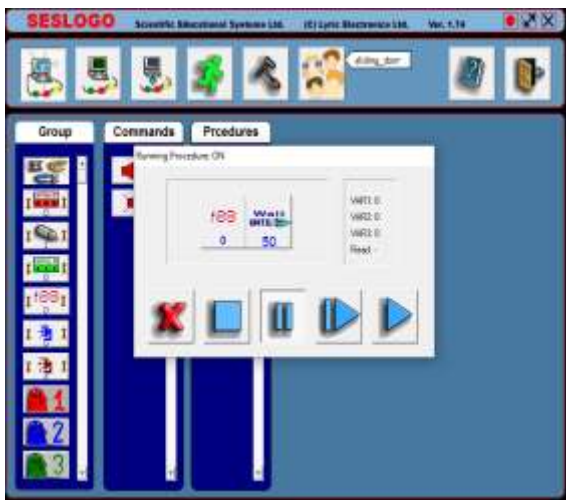 SESLOGO Scientific Educational Systems Ltd. (C) Lyric Electronics Ltd. Ver. 1.74
sliding_door
Group Commands Prcedures
Running Procedure: ON
VAR1: 0
VAR2: 0
VAR3: 0
Read
Wait
0 50
1
2
3